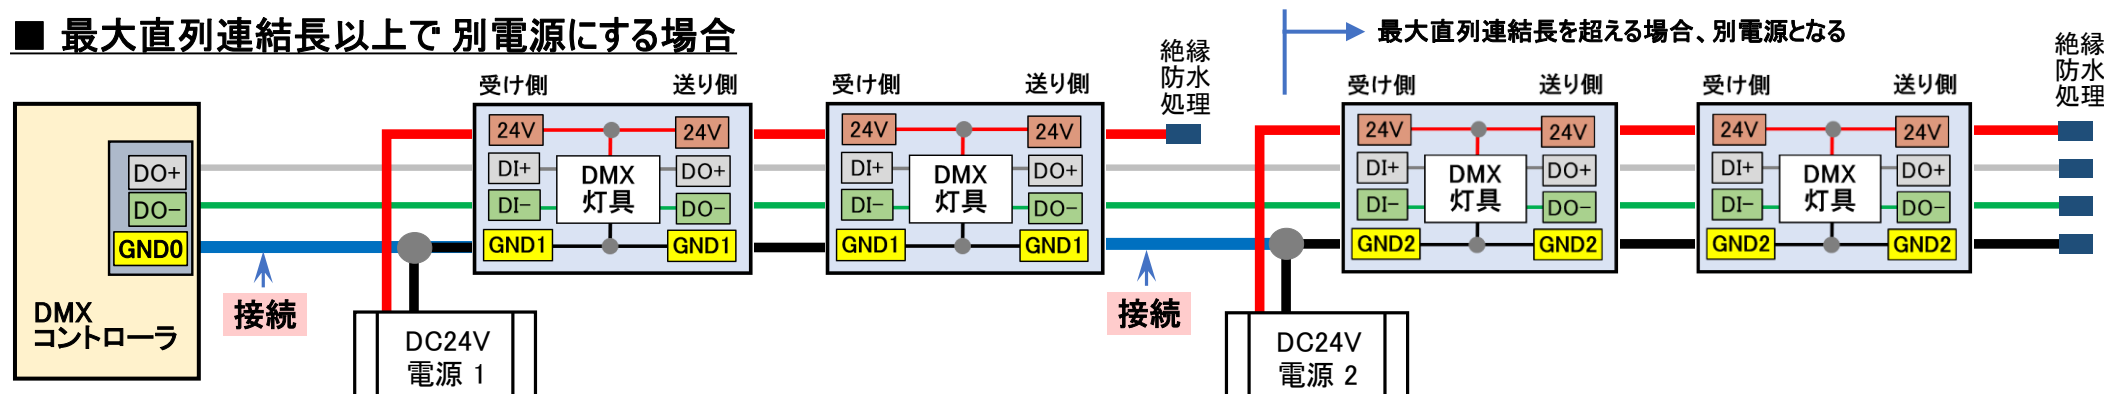 ■ 最大直列連結長以上で 別電源にする場合
最大直列連結長を超える場合、別電源となる
絶縁
防水
処理
絶縁
防水
処理
受け側
送り側
受け側
送り側
受け側
送り側
受け側
送り側
DO+
DO−
GND0
DMX
コントローラ
接続
24V
DI+
DI−
GND1
DMX
灯具
24V
DO+
DO−
GND1
24V
DI+
DI−
GND1
DMX
灯具
24V
DO+
DO−
GND1
接続
24V
DI+
DI−
GND2
DMX
灯具
24V
DO+
DO−
GND2
24V
DI+
DI−
GND2
DMX
灯具
24V
DO+
DO−
GND2
DC24V
電源 1
DC24V
電源 2